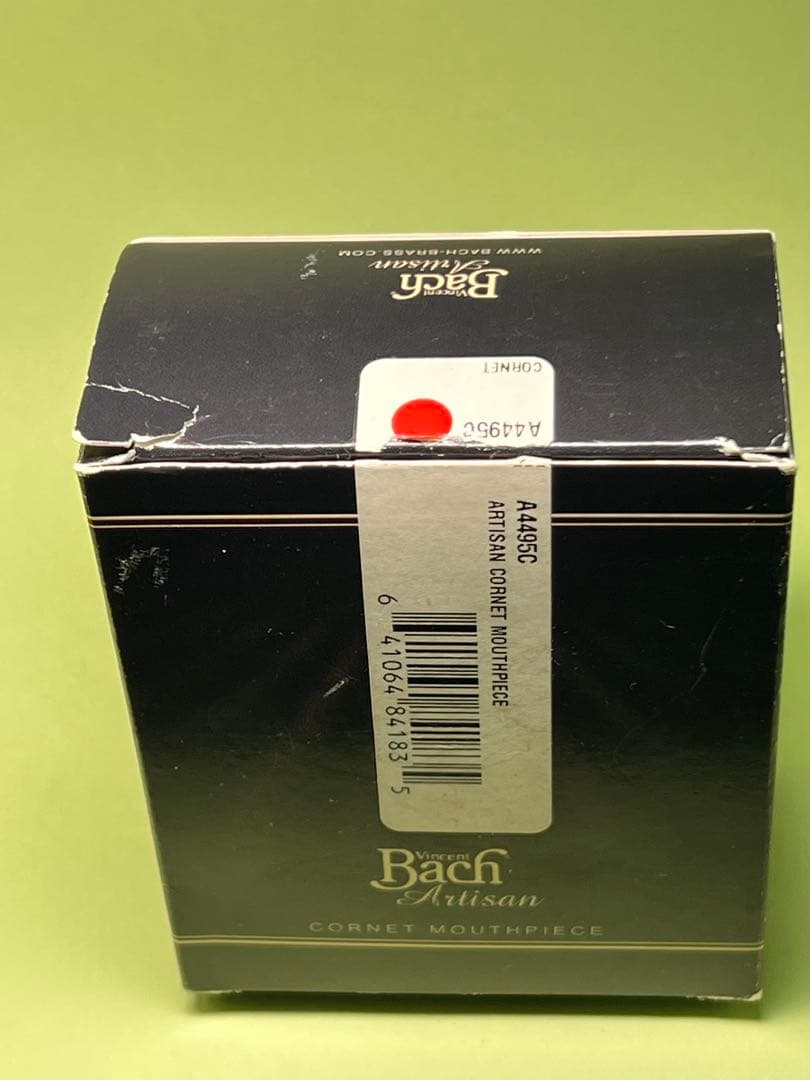 WWW.BACH-BRASS.COM
Artisan
Vincent
Bach
CORNET
A4495C
A4495C
ARTISAN CORNET MOUTHPIECE
6 41064 84183 5
Vincent
Bach
Artisan
CORNET MOUTHPIECE